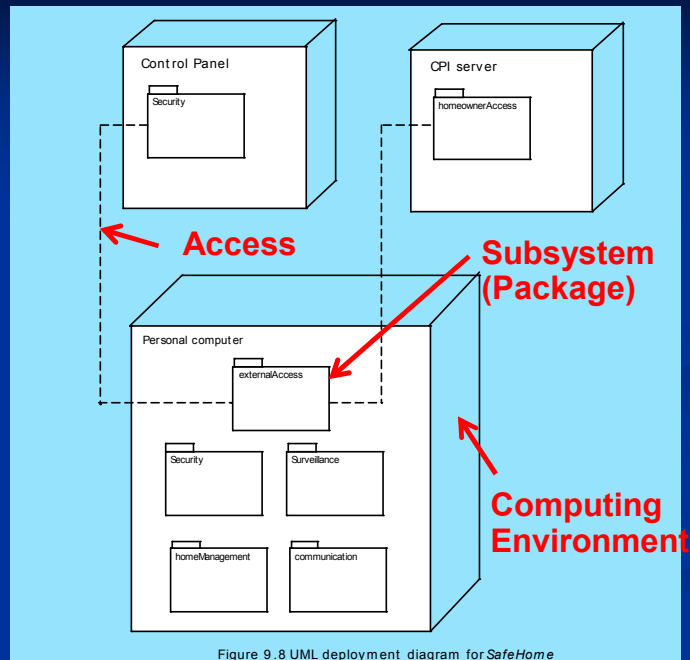 Control Panel
CPI server
Security
homeownerAccess
Access
Subsystem
(Package)
Personal computer
externalAccess
Security
Surveillance
Computing
Environment
homeManagement
communication
Figure 9.8 UML deployment diagram for SafeHome